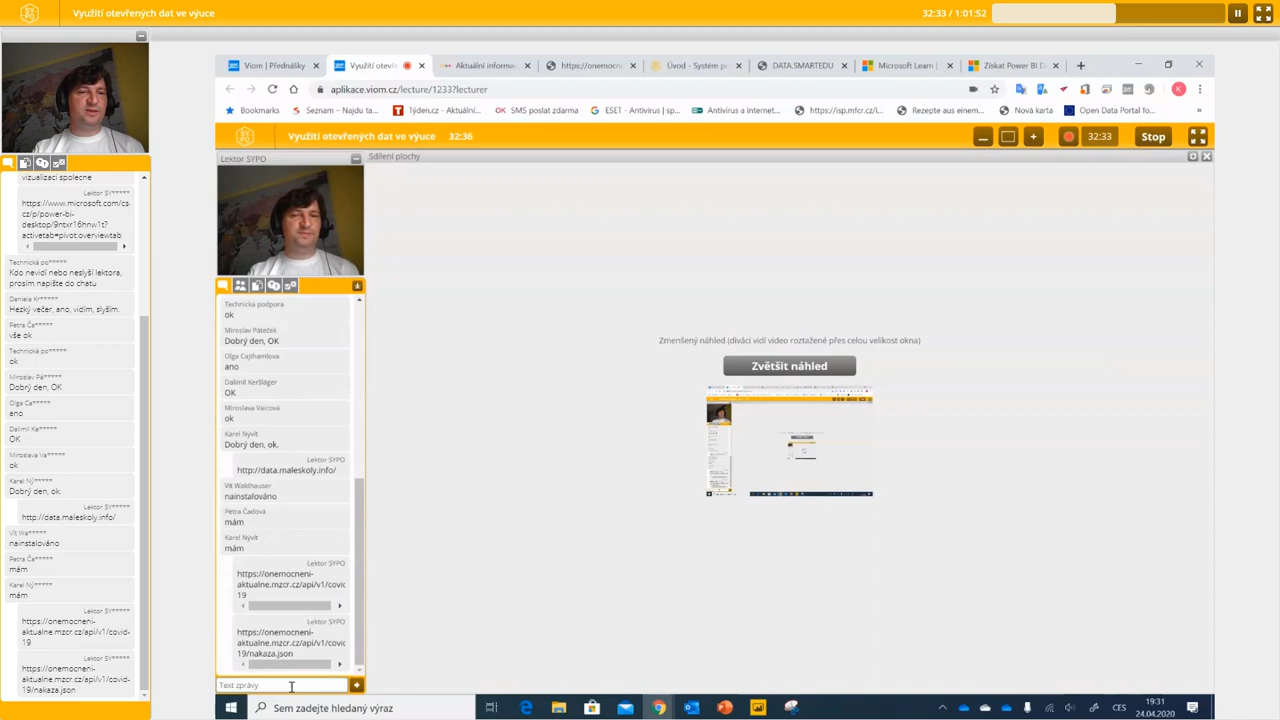 SYPO
Využití otevřených dat ve výuce
32:33 / 1:01:52
vizualizaci společne
Lektor SY*****
https://www.microsoft.com/cs-
cz/p/power-bi-
desktop/9ntxr16hnw1t?
activetab=pivot:overviewtab
Technická po*****
Kdo nevidí nebo neslyší lektora,
prosím napište do chatu
Daniela Kr*****
Hezký večer, ano, vidím, slyším.
Petra Ča*****
vše ok
Technická po*****
ok
Miroslav Pá*****
Dobrý den, OK
Olga Ca*****
ano
Dalimil Ke*****
OK
Miroslava Va*****
ok
Karel Ný*****
Dobrý den, ok.
Lektor SY*****
http://data.maleskoly.info/
Vít Wa*****
nainstalováno
Petra Ča*****
mám
Karel Ný*****
mám
Lektor SY*****
https://onemocneni-
aktualne.mzcr.cz/api/v1/covid-
19
Lektor SY*****
https://onemocneni-
aktualne.mzcr.cz/api/v1/covid-
19/nakaza.json
Viom | Přednášky
Využití otevř
Aktuální informac
https://onemocn
Úvod - Systém po
DATA.SMARTEDU
Microsoft Learn |
Získat Power BI D
aplikace.viom.cz/lecture/1233?lecturer
K
Bookmarks
Seznam – Najdu ta...
Týden.cz - Aktuální...
SMS poslat zdarma
ESET - Antivirus | sp...
Antivirus a internet...
https://isp.mfcr.cz/i...
Rezepte aus einem...
Nová karta
Open Data Portal fo...
»
Využití otevřených dat ve výuce
32:36
32:33
Stop
Lektor SYPO
Sdílení plochy
Technická podpora
ok
Miroslav Páteček
Dobrý den, OK
Olga Cajthamlova
ano
Dalimil Keršláger
OK
Miroslava Vaicová
ok
Karel Nývlt
Dobrý den, ok.
Lektor SYPO
http://data.maleskoly.info/
Vít Waldhauser
nainstalováno
Petra Čadová
mám
Karel Nývlt
mám
Lektor SYPO
https://onemocneni-
aktualne.mzcr.cz/api/v1/covid
19
Lektor SYPO
https://onemocneni-
aktualne.mzcr.cz/api/v1/covid
19/nakaza.json
Text zprávy
Zmenšený náhled (diváci vidí video roztažené přes celou velikost okna)
Zvětšit náhled
Sem zadejte hledaný výraz
CES
19:31
24.04.2020